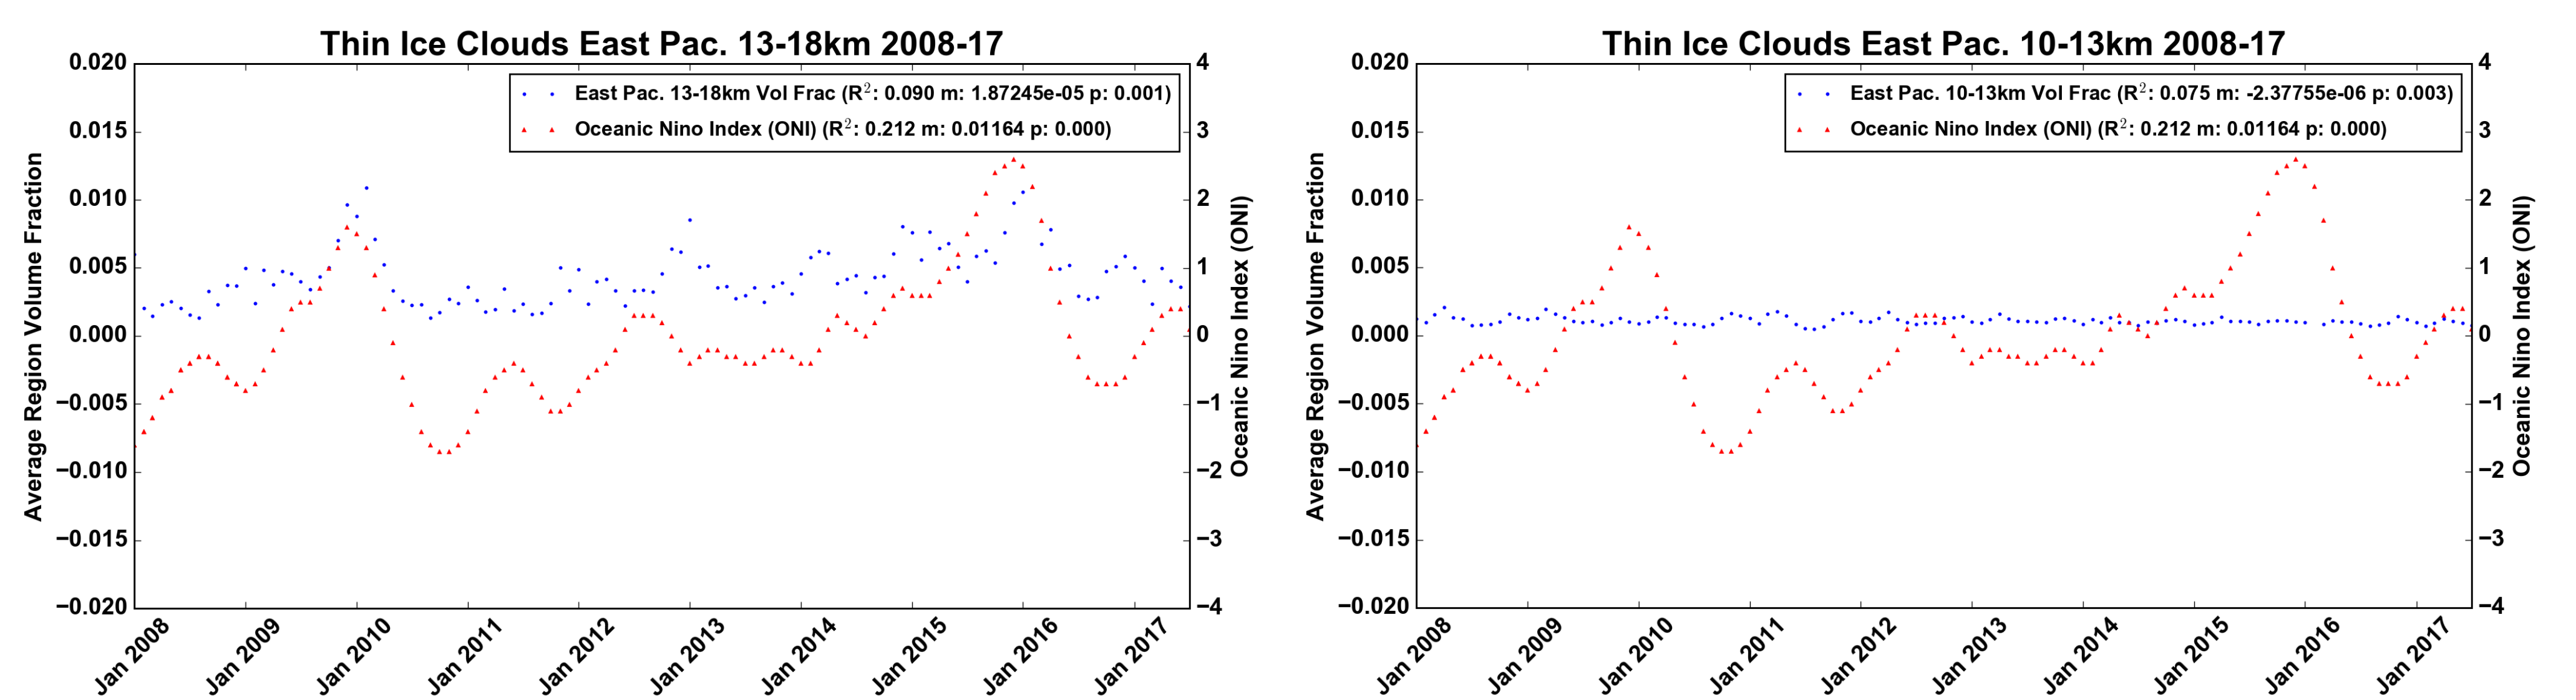 Thin Ice Clouds East Pac. 13-18km 2008-17
East Pac. 13-18km Vol Frac (R²: 0.090 m: 1.87245e-05 p: 0.001)
Oceanic Nino Index (ONI) (R²: 0.212 m: 0.01164 p: 0.000)
Average Region Volume Fraction
0.020
0.015
0.010
0.005
0.000
−0.005
−0.010
−0.015
−0.020
4
3
2
1
0
−1
−2
−3
−4
Oceanic Nino Index (ONI)
Jan 2008
Jan 2009
Jan 2010
Jan 2011
Jan 2012
Jan 2013
Jan 2014
Jan 2015
Jan 2016
Jan 2017
Thin Ice Clouds East Pac. 10-13km 2008-17
East Pac. 10-13km Vol Frac (R²: 0.075 m: -2.37755e-06 p: 0.003)
Oceanic Nino Index (ONI) (R²: 0.212 m: 0.01164 p: 0.000)
Average Region Volume Fraction
0.020
0.015
0.010
0.005
0.000
−0.005
−0.010
−0.015
−0.020
4
3
2
1
0
−1
−2
−3
−4
Oceanic Nino Index (ONI)
Jan 2008
Jan 2009
Jan 2010
Jan 2011
Jan 2012
Jan 2013
Jan 2014
Jan 2015
Jan 2016
Jan 2017